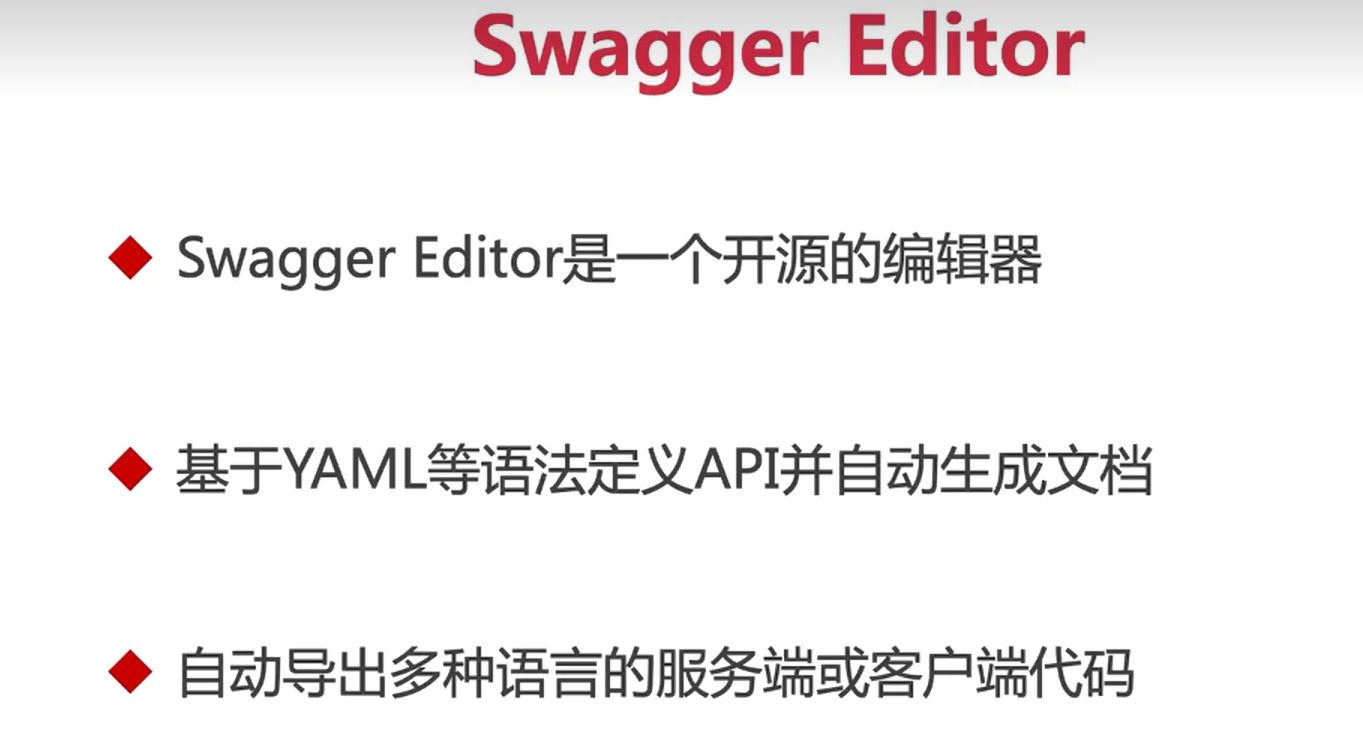 Swagger Editor
Swagger Editor是一个开源的编辑器
基于YAML等语法定义API并自动生成文档
自动导出多种语言的服务端或客户端代码